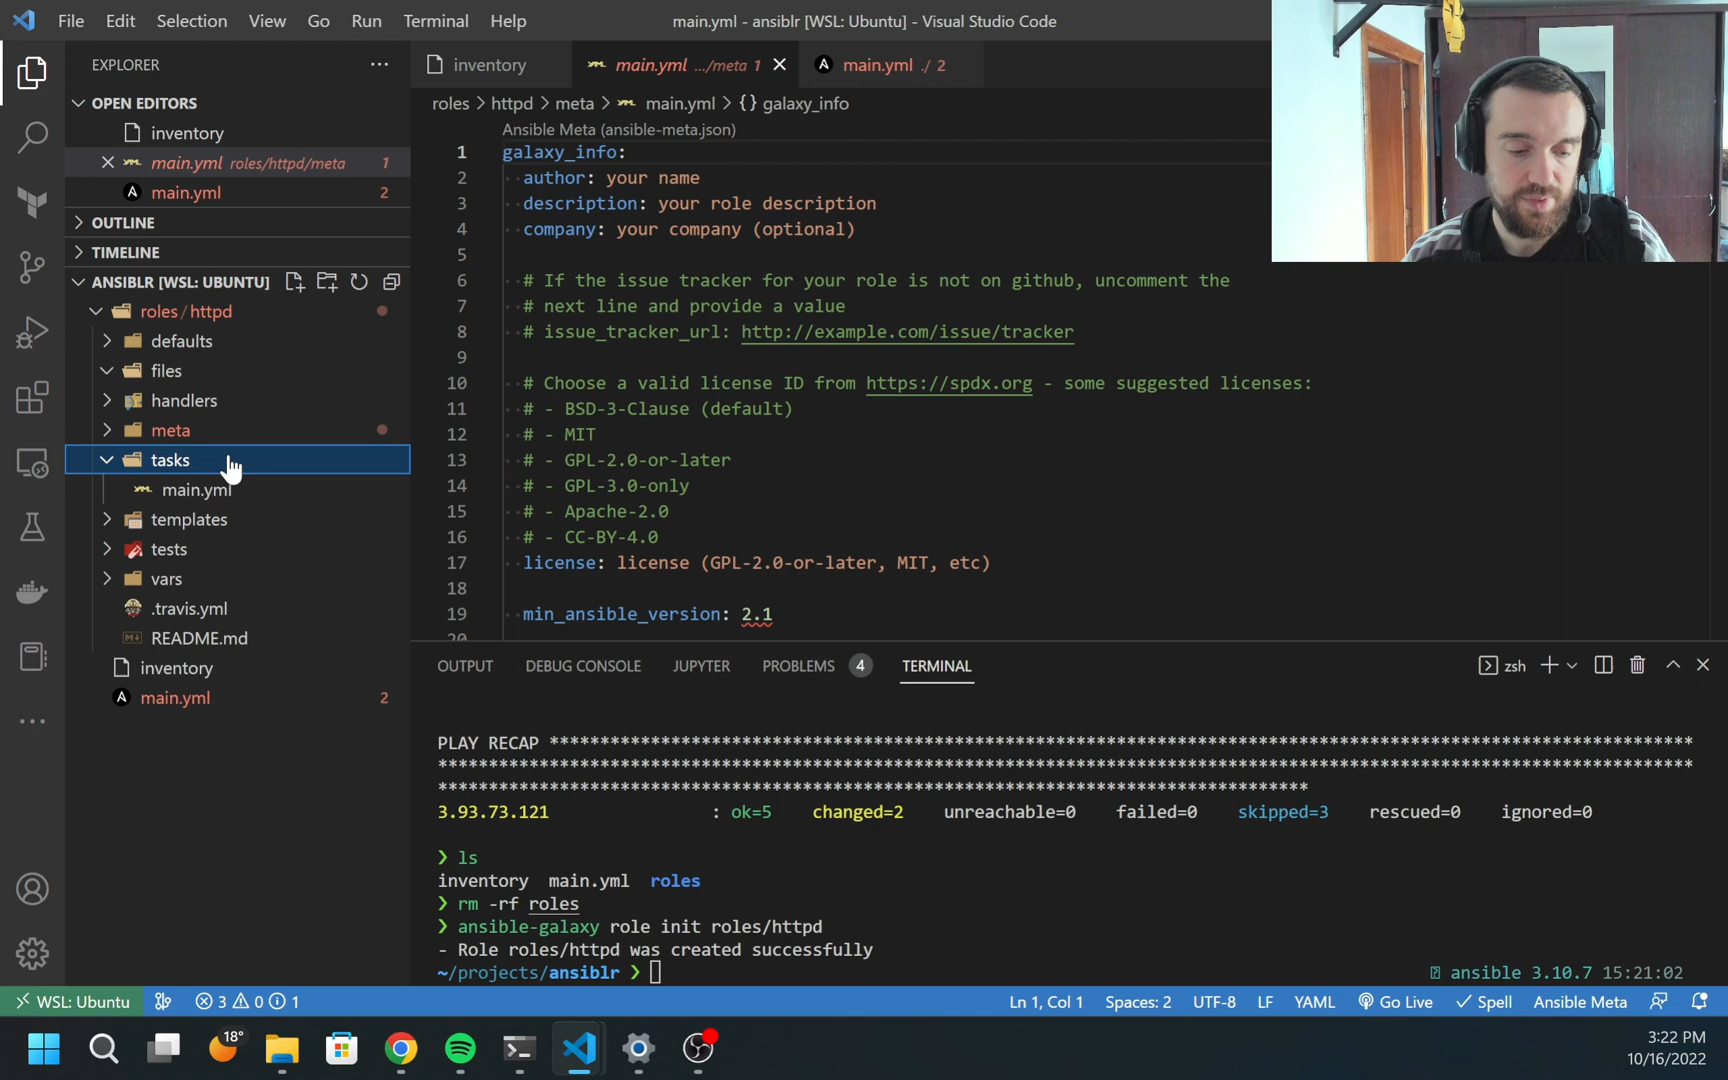 File Edit Selection View Go Run Terminal Help
main.yml - ansiblr [WSL: Ubuntu] - Visual Studio Code
EXPLORER
OPEN EDITORS
inventory
main.yml roles/httpd/meta 1
main.yml 2
OUTLINE
TIMELINE
ANSIBLR [WSL: UBUNTU]
roles / httpd
defaults
files
handlers
meta
tasks
main.yml
templates
tests
vars
.travis.yml
README.md
inventory
main.yml 2
inventory
main.yml .../meta 1
main.yml ./ 2
roles > httpd > meta > main.yml > {} galaxy_info
Ansible Meta (ansible-meta.json)
1 galaxy_info:
2 author: your name
3 description: your role description
4 company: your company (optional)
5
6 # If the issue tracker for your role is not on github, uncomment the
7 # next line and provide a value
8 # issue_tracker_url: http://example.com/issue/tracker
9
10 # Choose a valid license ID from https://spdx.org - some suggested licenses:
11 # - BSD-3-Clause (default)
12 # - MIT
13 # - GPL-2.0-or-later
14 # - GPL-3.0-only
15 # - Apache-2.0
16 # - CC-BY-4.0
17 license: license (GPL-2.0-or-later, MIT, etc)
18
19 min_ansible_version: 2.1
20
OUTPUT DEBUG CONSOLE JUPYTER PROBLEMS 4 TERMINAL
zsh
PLAY RECAP **************************************************************************************************************
***************************************************************************************************************************
*************************************************************************************
3.93.73.121 : ok=5 changed=2 unreachable=0 failed=0 skipped=3 rescued=0 ignored=0
❯ ls
inventory main.yml roles
❯ rm -rf roles
❯ ansible-galaxy role init roles/httpd
- Role roles/httpd was created successfully
~/projects/ansiblr ❯
ansible 3.10.7 15:21:02
WSL: Ubuntu 3 0 1
Ln 1, Col 1 Spaces: 2 UTF-8 LF YAML Go Live Spell Ansible Meta
18°
3:22 PM
10/16/2022